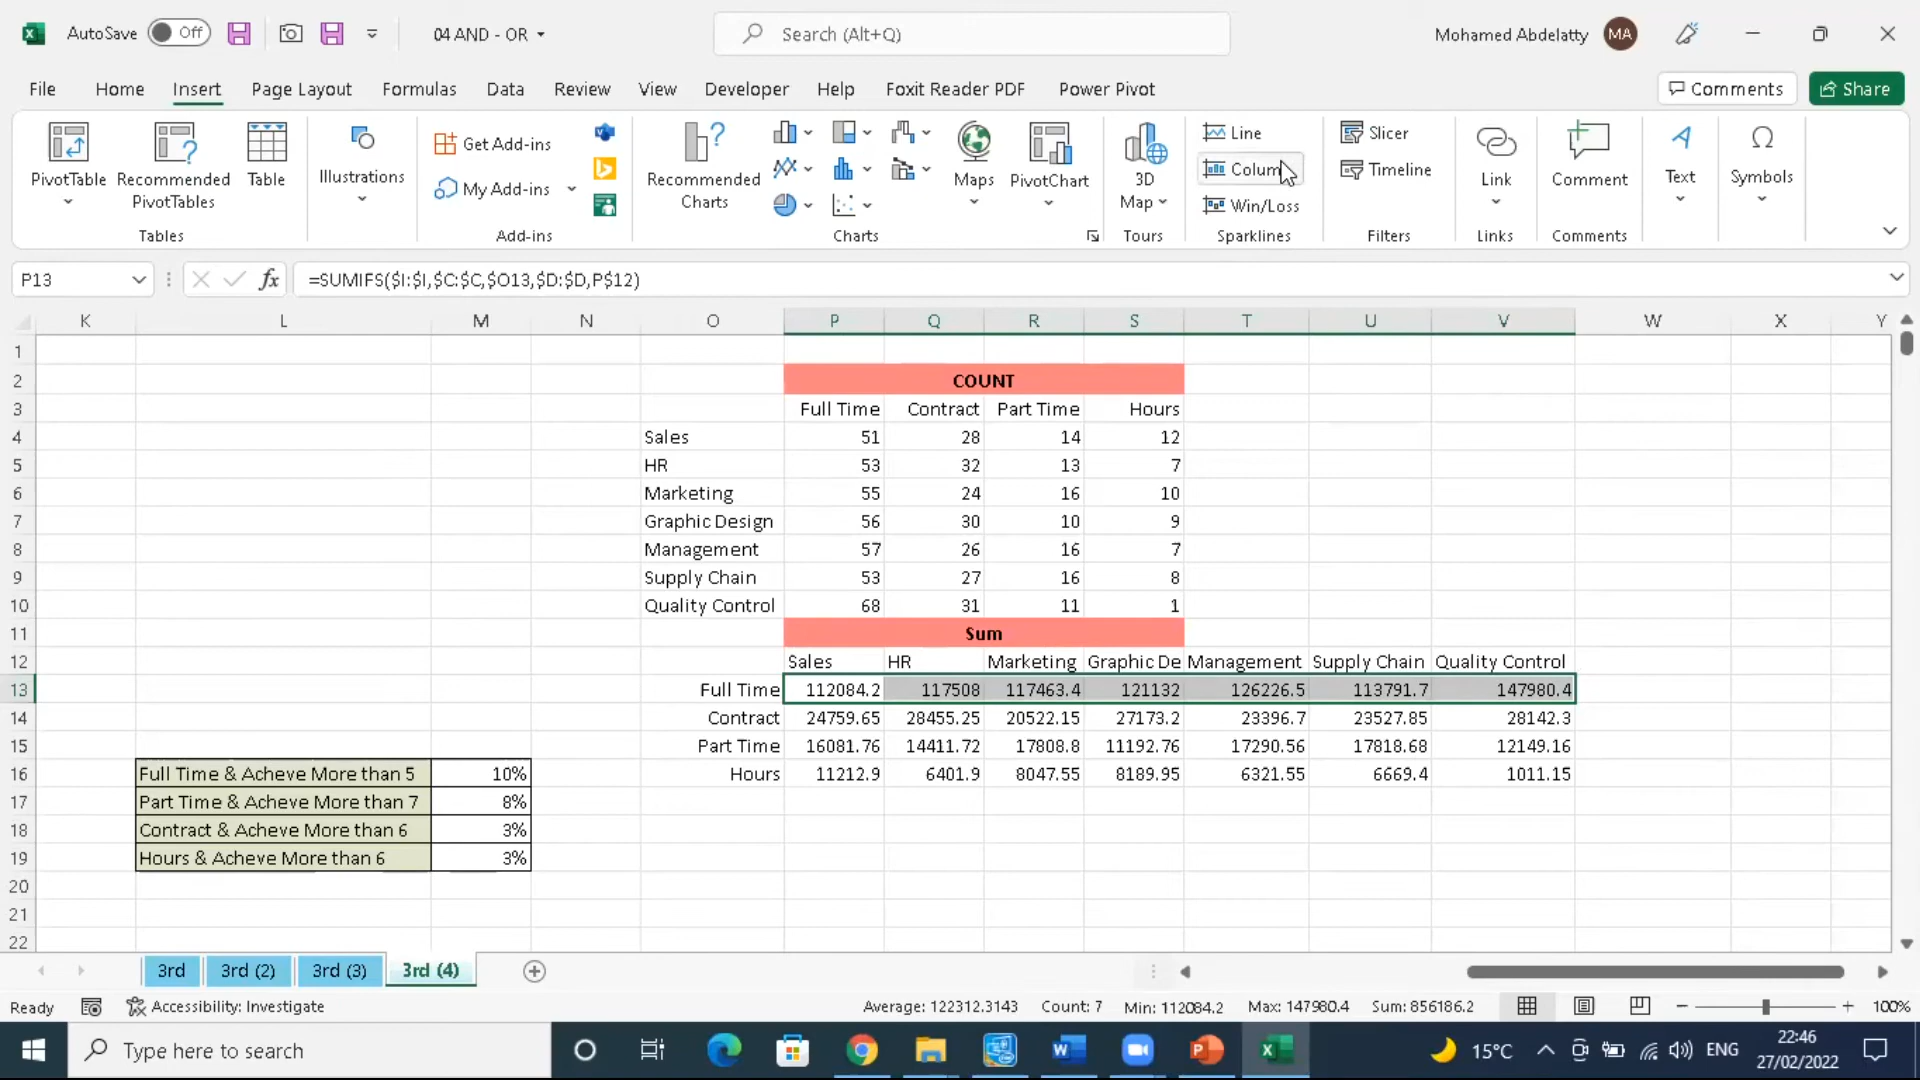 AutoSave Off 04 AND - OR Search (Alt+Q) Mohamed Abdelatty MA
File Home Insert Page Layout Formulas Data Review View Developer Help Foxit Reader PDF Power Pivot Comments Share
PivotTable Recommended PivotTables Table
Tables
Illustrations
Get Add-ins
My Add-ins
Add-ins
Recommended Charts
Maps PivotChart
Charts
3D Map
Tours
Line
Column
Win/Loss
Sparklines
Slicer
Timeline
Filters
Link
Links
Comment
Comments
Text
Symbols
P13 fx =SUMIFS($I:$I,$C:$C,$O13,$D:$D,P$12)
K L M N O P Q R S T U V W X Y
1
2 COUNT
3 Full Time Contract Part Time Hours
4 Sales 51 28 14 12
5 HR 53 32 13 7
6 Marketing 55 24 16 10
7 Graphic Design 56 30 10 9
8 Management 57 26 16 7
9 Supply Chain 53 27 16 8
10 Quality Control 68 31 11 1
11 Sum
12 Sales HR Marketing Graphic De Management Supply Chain Quality Control
13 Full Time 112084.2 117508 117463.4 121132 126226.5 113791.7 147980.4
14 Contract 24759.65 28455.25 20522.15 27173.2 23396.7 23527.85 28142.3
15 Part Time 16081.76 14411.72 17808.8 11192.76 17290.56 17818.68 12149.16
16 Full Time & Acheve More than 5 10% Hours 11212.9 6401.9 8047.55 8189.95 6321.55 6669.4 1011.15
17 Part Time & Acheve More than 7 8%
18 Contract & Acheve More than 6 3%
19 Hours & Acheve More than 6 3%
20
21
22
3rd 3rd (2) 3rd (3) 3rd (4)
Ready Accessibility: Investigate Average: 122312.3143 Count: 7 Min: 112084.2 Max: 147980.4 Sum: 856186.2 100%
Type here to search 15°C ENG 22:46
27/02/2022